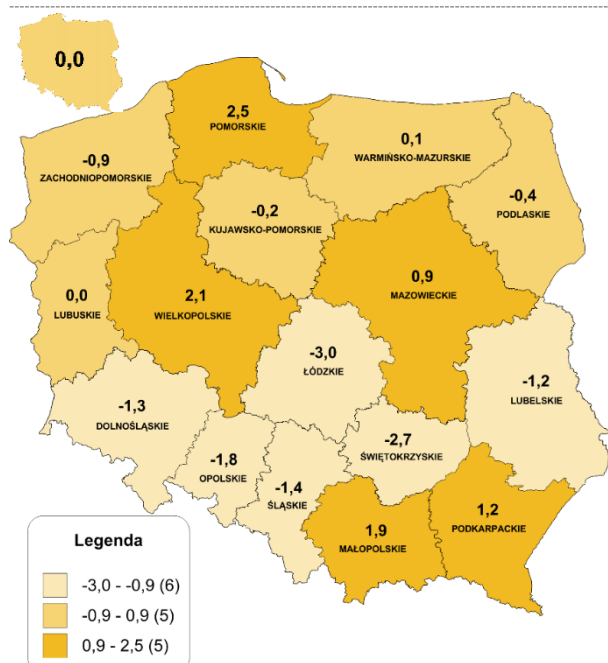 0,0
2,5
POMORSKIE
0,1
WARMIŃSKO-MAZURSKIE
-0,9
ZACHODNIOPOMORSKIE
-0,4
PODLASKIE
-0,2
KUJAWSKO-POMORSKIE
0,9
MAZOWIECKIE
0,0
LUBUSKIE
2,1
WIELKOPOLSKIE
-3,0
ŁÓDZKIE
-1,2
LUBELSKIE
-1,3
DOLNOŚLĄSKIE
-2,7
ŚWIĘTOKRZYSKIE
-1,8
OPOLSKIE
-1,4
ŚLĄSKIE
1,9
MAŁOPOLSKIE
1,2
PODKARPACKIE
Legenda
-3,0 - -0,9 (6)
-0,9 - 0,9 (5)
0,9 - 2,5 (5)